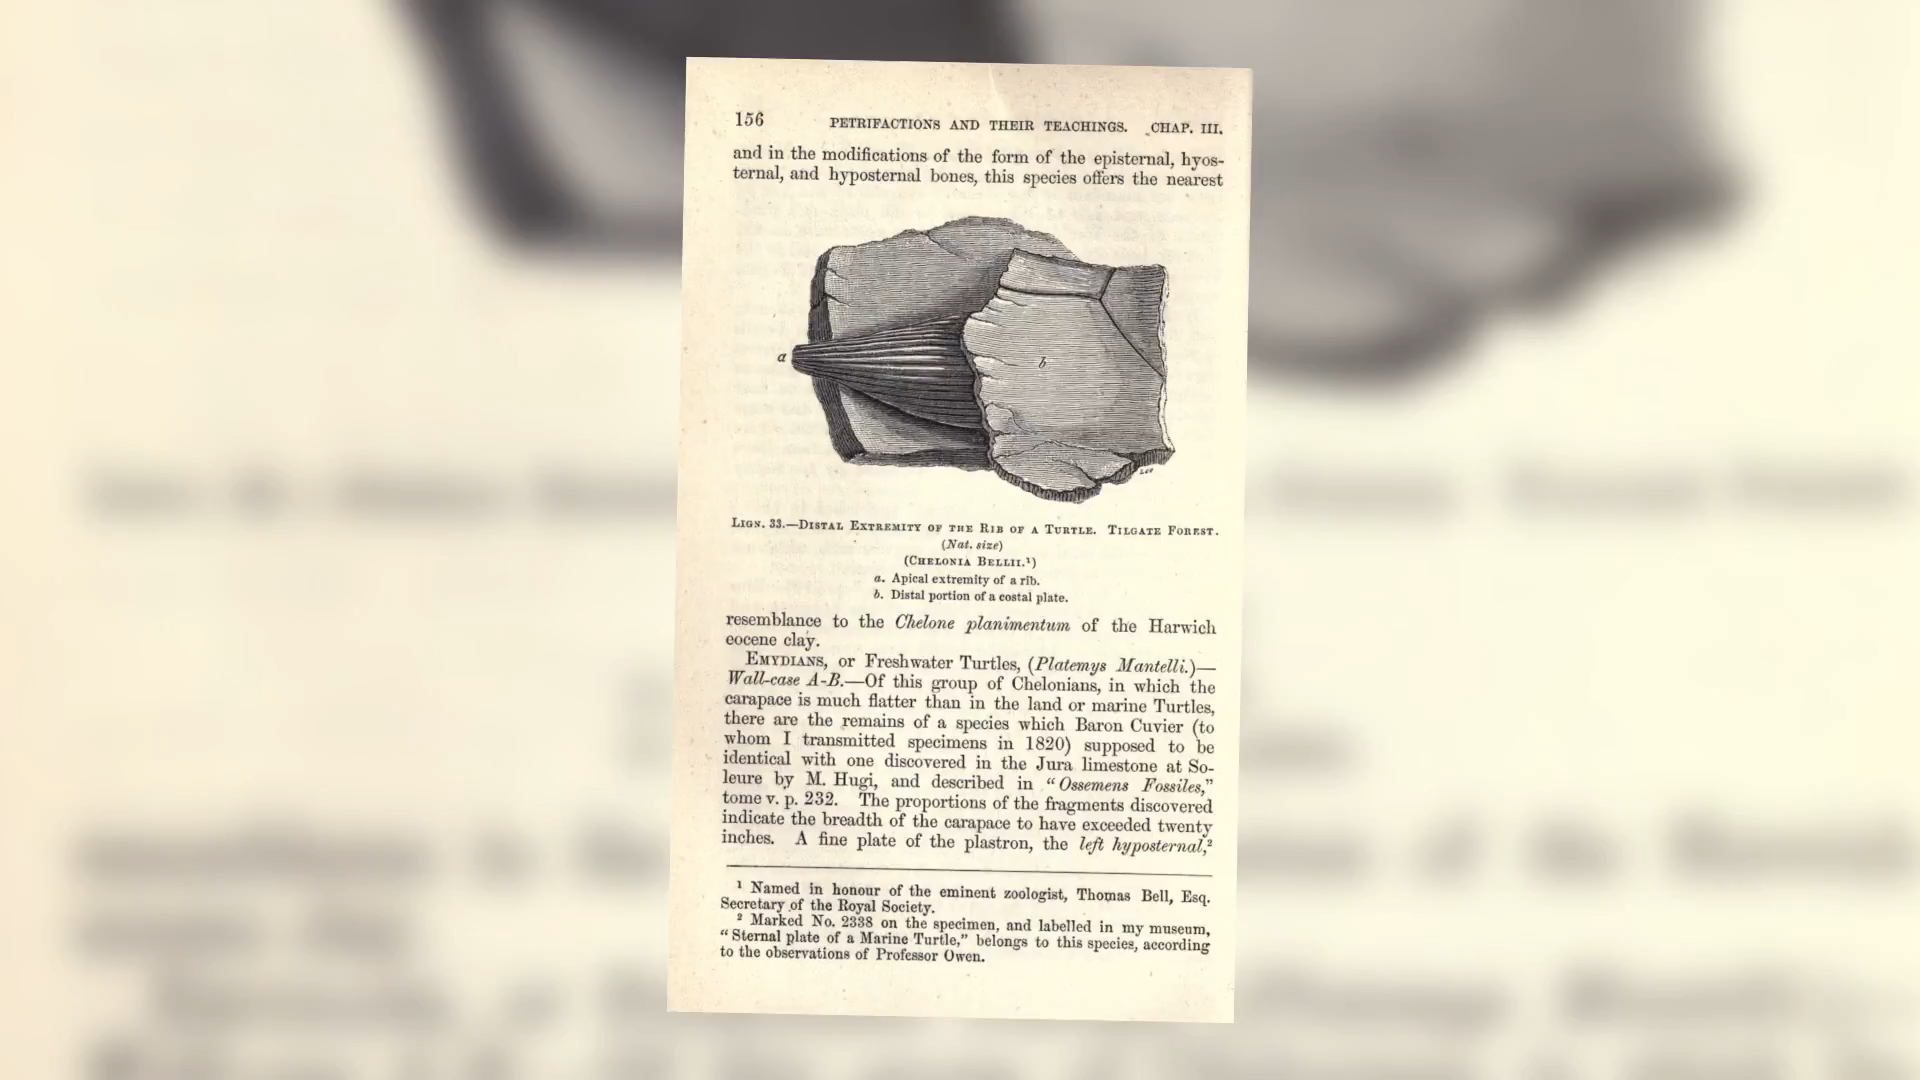 156 PETRIFACTIONS AND THEIR TEACHINGS. CHAP. III.
and in the modifications of the form of the episternal, hyos-
ternal, and hyposternal bones, this species offers the nearest
a
b
LIGN. 33.—DISTAL EXTREMITY OF THE RIB OF A TURTLE. TILGATE FOREST.
(Nat. size)
(CHELONIA BELLII.¹)
a. Apical extremity of a rib.
b. Distal portion of a costal plate.
resemblance to the Chelone planimentum of the Harwich
eocene clay.
EMYDIANS, or Freshwater Turtles, (Platemys Mantelli.)—
Wall-case A-B.—Of this group of Chelonians, in which the
carapace is much flatter than in the land or marine Turtles,
there are the remains of a species which Baron Cuvier (to
whom I transmitted specimens in 1820) supposed to be
identical with one discovered in the Jura limestone at So-
leure by M. Hugi, and described in “Ossemens Fossiles,”
tome v. p. 232. The proportions of the fragments discovered
indicate the breadth of the carapace to have exceeded twenty
inches. A fine plate of the plastron, the left hyposternal,²
¹ Named in honour of the eminent zoologist, Thomas Bell, Esq.
Secretary of the Royal Society.
² Marked No. 2338 on the specimen, and labelled in my museum,
“Sternal plate of a Marine Turtle,” belongs to this species, according
to the observations of Professor Owen.